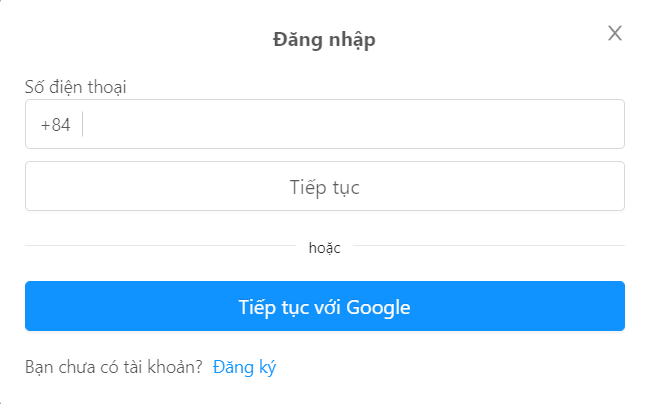 Đăng nhập
Số điện thoại
+84
Tiếp tục
hoặc
Tiếp tục với Google
Bạn chưa có tài khoản? Đăng ký